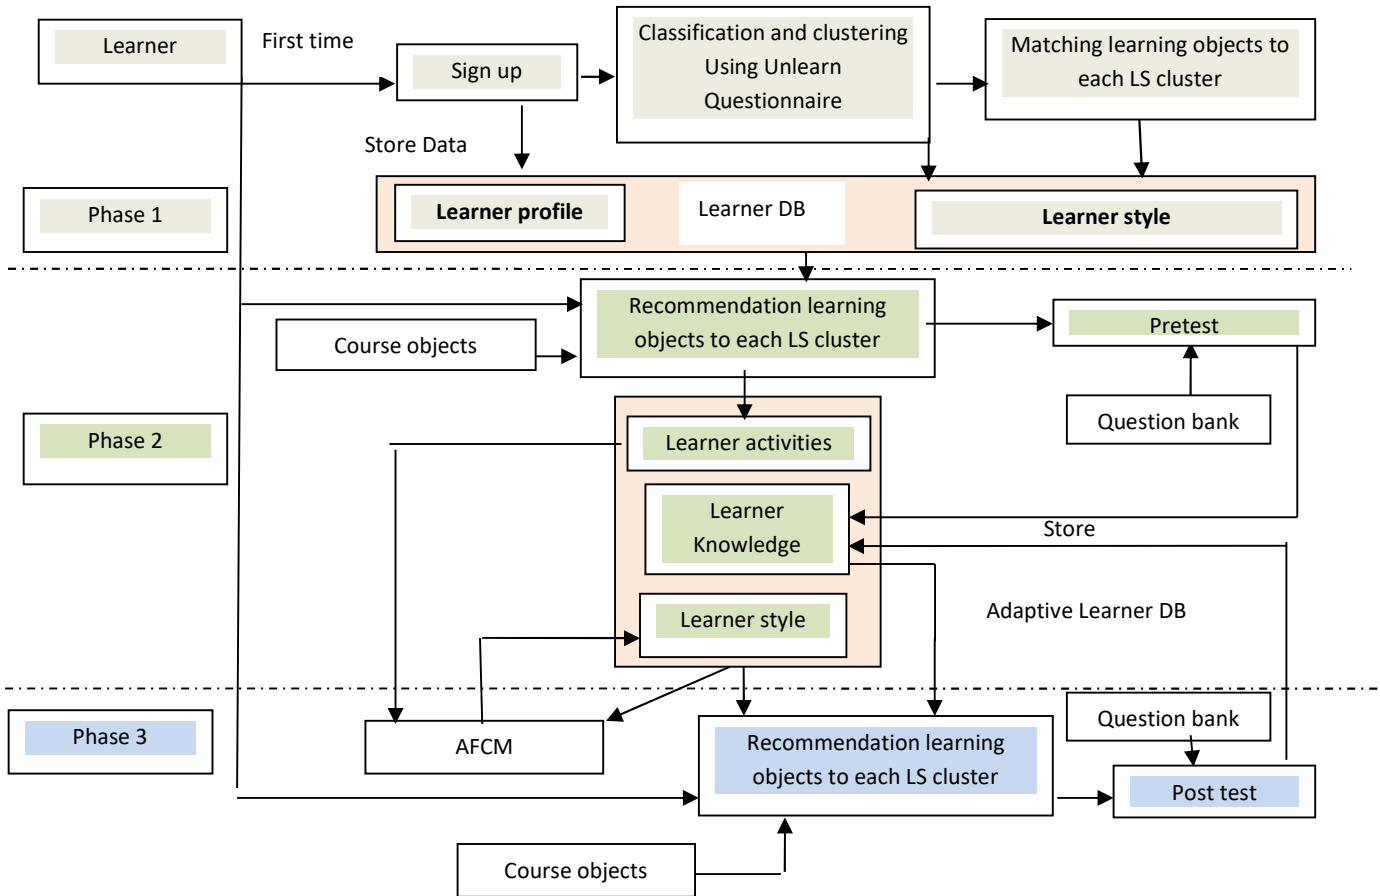 Learner
First time
Sign up
Classification and clustering
Using Unlearn
Questionnaire
Matching learning objects to
each LS cluster
Store Data
Phase 1
Learner profile
Learner DB
Learner style
Recommendation learning
objects to each LS cluster
Pretest
Course objects
Question bank
Phase 2
Learner activities
Learner
Knowledge
Store
Adaptive Learner DB
Learner style
Phase 3
AFCM
Recommendation learning
objects to each LS cluster
Question bank
Post test
Course objects